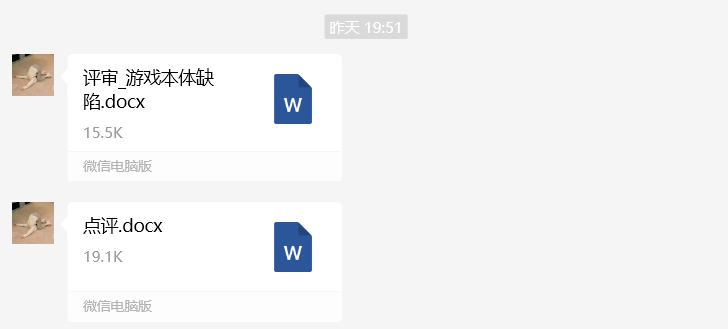 昨天 19:51
评审_游戏本体缺
陷.docx
15.5K
W
微信电脑版
点评.docx
19.1K
W
微信电脑版